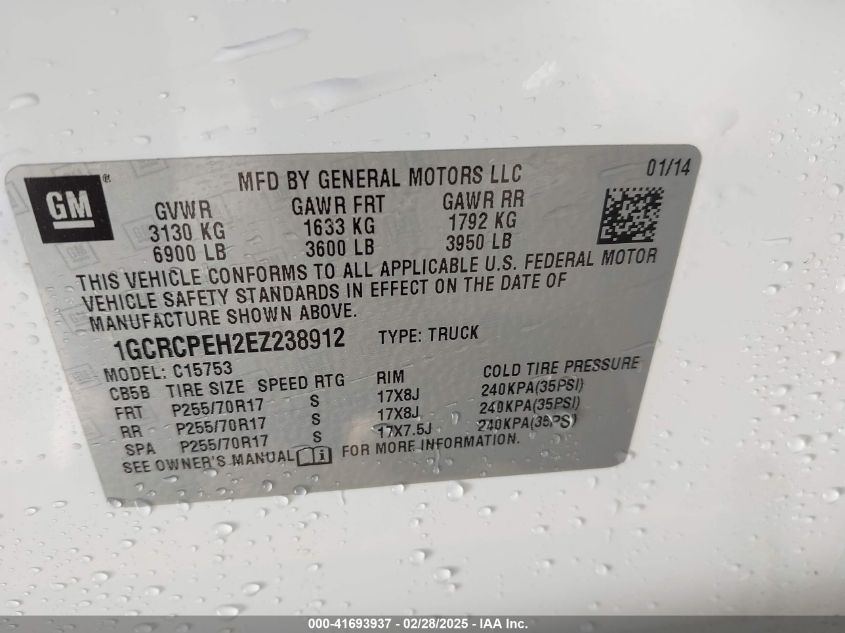 GM ® MFD BY GENERAL MOTORS LLC 01/14
GVWR GAWR FRT GAWR RR
3130 KG 1633 KG 1792 KG
6900 LB 3600 LB 3950 LB
THIS VEHICLE CONFORMS TO ALL APPLICABLE U.S. FEDERAL MOTOR
VEHICLE SAFETY STANDARDS IN EFFECT ON THE DATE OF
MANUFACTURE SHOWN ABOVE.
1GCRCPEH2EZ238912 TYPE: TRUCK
MODEL: C15753
CB5B TIRE SIZE SPEED RTG RIM COLD TIRE PRESSURE
FRT P255/70R17 S 17X8J 240KPA(35PSI)
RR P255/70R17 S 17X8J 240KPA(35PSI)
SPA P255/70R17 S 17X7.5J 240KPA(35PSI)
SEE OWNER'S MANUAL FOR MORE INFORMATION.
000-41693937 - 02/28/2025 - IAA Inc.